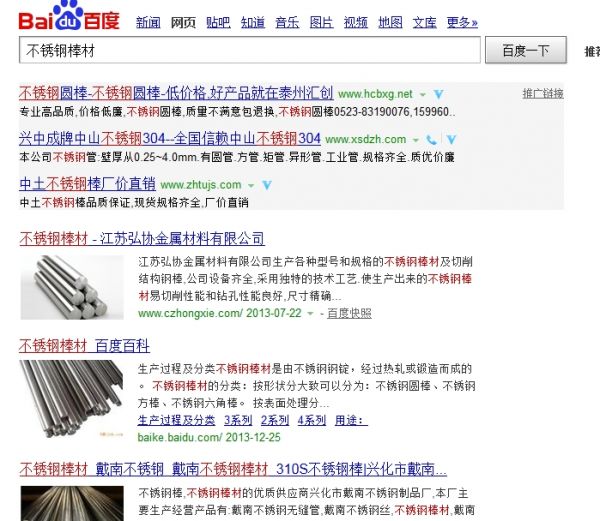 Bai du 百度
新闻 网页 贴吧 知道 音乐 图片 视频 地图 文库 更多»
不锈钢棒材
百度一下
推荐
不锈钢圆棒-不锈钢圆棒-低价格,好产品就在泰州汇创 www.hcbxg.net
推广链接
专业高品质,价格低廉,不锈钢圆棒,质量不满意包退换,不锈钢圆棒0523-83190076,159960..
兴中成牌中山不锈钢304--全国信赖中山不锈钢304 www.xsdzh.com
本公司不锈钢管:壁厚从0.25~4.0mm.有圆管.方管.矩管.异形管.工业管.规格齐全.质优价廉
中土不锈钢棒厂价直销 www.zhtujs.com
中土不锈钢棒品质保证,现货规格齐全,厂价直销
不锈钢棒材 - 江苏弘协金属材料有限公司
江苏弘协金属材料有限公司生产各种型号和规格的不锈钢棒材及切削
结构钢棒,公司设备齐全,采用独特的技术工艺.使生产出来的不锈钢棒
材易切削性能和钻孔性能良好,尺寸精确...
www.czhongxie.com/ 2013-07-22 - 百度快照
不锈钢棒材_百度百科
生产过程及分类不锈钢棒材是由不锈钢钢锭，经过热轧或锻造而成的
。不锈钢棒材的分类：按形状分大致可以分为：不锈钢圆棒、不锈钢
方棒、不锈钢六角棒。 按表面处理分...
生产过程及分类 3系列 2系列 4系列 用途：
baike.baidu.com/ 2013-12-25
不锈钢棒材_戴南不锈钢_戴南不锈钢棒材_310S不锈钢棒|兴化市戴南...
不锈钢棒,不锈钢棒材的优质供应商兴化市戴南不锈钢制品厂,本厂主
要生产经营产品有:戴南不锈钢无缝管,戴南不锈钢丝,不锈钢棒材,戴南